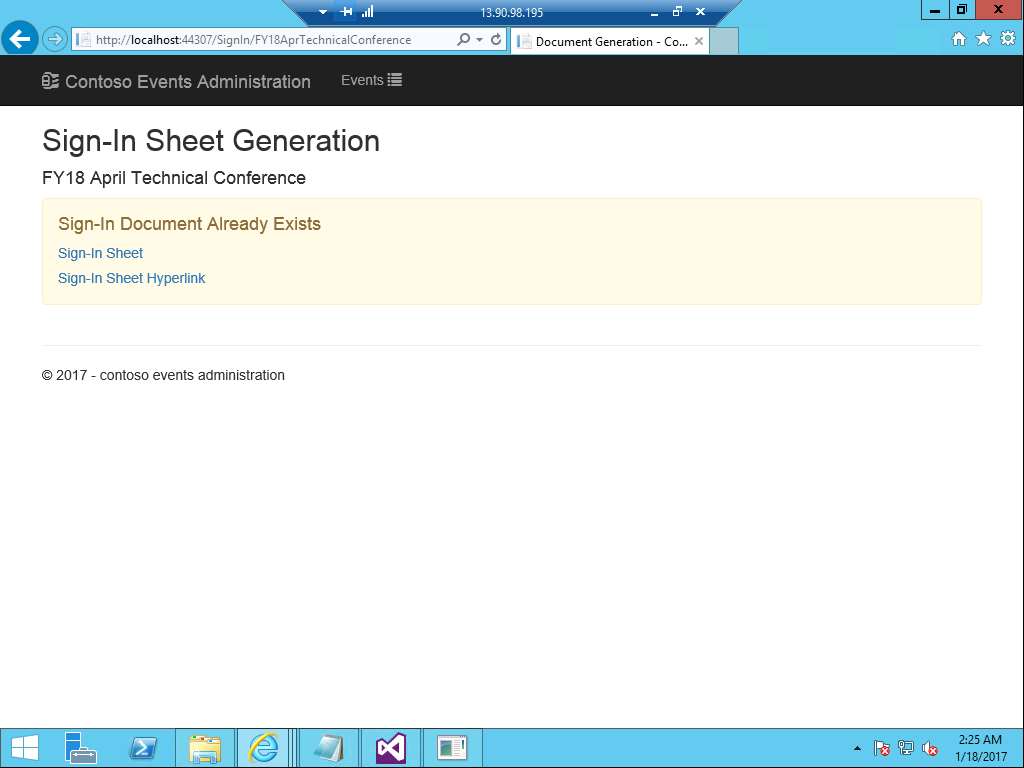 13.90.98.195
http://localhost:44307/SignIn/FY18AprTechnicalConference
Document Generation - Co...
Contoso Events Administration
Events
Sign-In Sheet Generation
FY18 April Technical Conference
Sign-In Document Already Exists
Sign-In Sheet
Sign-In Sheet Hyperlink
© 2017 - contoso events administration
2:25 AM
1/18/2017